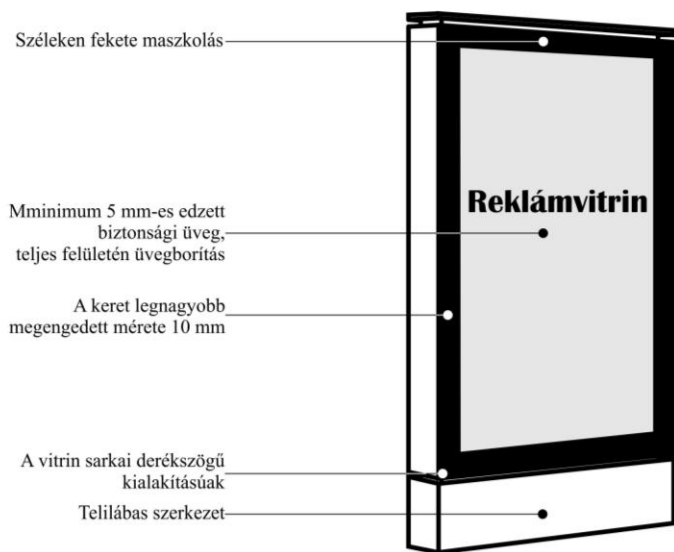 Széleken fekete maszkolás
Reklámvitrin
Mminimum 5 mm-es edzett
biztonsági üveg,
teljes felületén üvegborítás
A keret legnagyobb
megengedett mérete 10 mm
A vitrin sarkai derékszögű
kialakításúak
Telilábas szerkezet